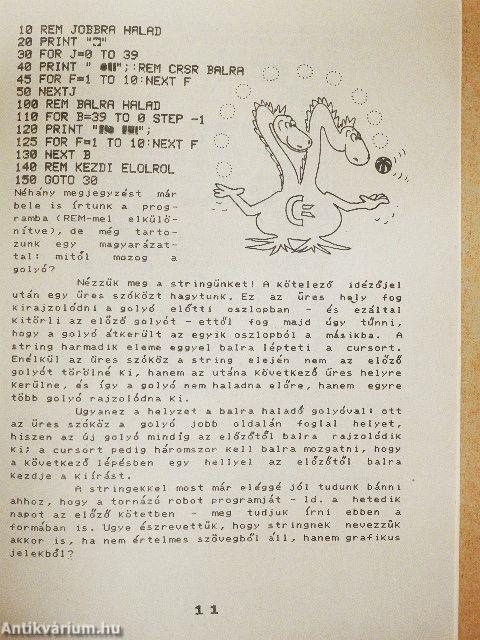 10 REM JOBBRA HALAD
20 PRINT "
30 FOR J=0 TO 39
40 PRINT " ";:REM CRSR BALRA
45 FOR F=1 TO 10:NEXT F
50 NEXTJ
100 REM BALRA HALAD
110 FOR B=39 TO 0 STEP -1
120 PRINT "
125 FOR F=1 TO 10:NEXT F
130 NEXT B
140 REM KEZDI ELOLROL
150 GOTO 30
Néhány megjegyzést már
bele is írtunk a prog-
ramba (REM-mel elkülö-
nítve), de még tarto-
zunk egy magyarázat-
tal: mitől mozog a
golyó?
Nézzük meg a stringünket! A kötelező idézőjel
után egy üres szóközt hagytunk. Ez az üres hely fog
kirajzolódni a golyó előtti oszlopban - és ezáltal
kitörli az előző golyót - ettől fog majd úgy tűnni,
hogy a golyó átkerült az egyik oszlopból a másikba. A
string harmadik eleme eggyel balra lépteti a cursort.
Enélkül az üres szóköz a string elején nem az előző
golyót törölné ki, hanem az utána következő üres helyre
kerülne, és így a golyó nem haladna előre, hanem egyre
több golyó rajzolódna ki.
Ugyanez a helyzet a balra haladó golyóval: ott
az üres szóköz a golyó jobb oldalán foglal helyet,
hiszen az új golyó mindig az előzőtől balra rajzolódik
ki; a cursort pedig háromszor kell balra mozgatni, hogy
a következő lépésben egy hellyel az előzőtől balra
kezdje a kiírást.
A stringekkel most már eléggé jól tudunk bánni
ahhoz, hogy a tornázó robot programját - ld. a hetedik
napot az előző kötetben - meg tudjuk írni ebben a
formában is. Ugye észrevettük, hogy stringnek nevezzük
akkor is, ha nem értelmes szövegből áll, hanem grafikus
jelekből?
11
Antikvárium.hu